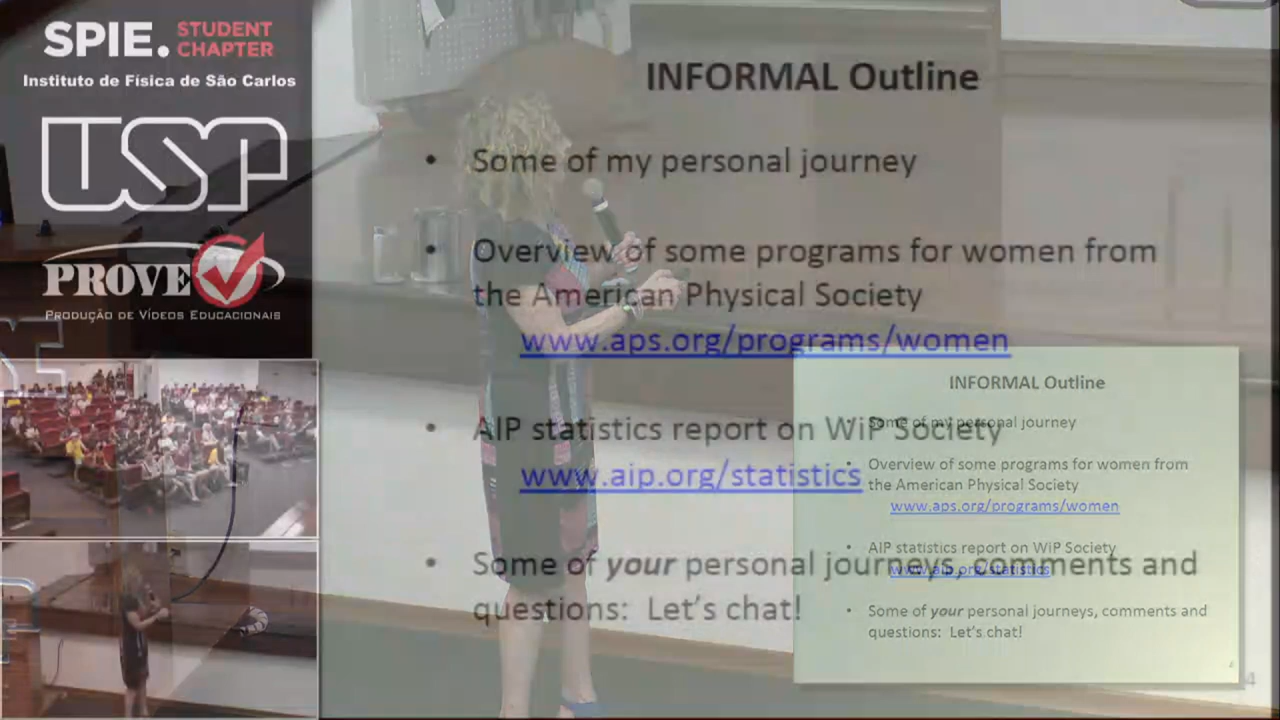 SPIE. STUDENT CHAPTER
Instituto de Física de São Carlos
USP
PROVE
PRODUÇÃO DE VÍDEOS EDUCACIONAIS
INFORMAL Outline
• Some of my personal journey
• Overview of some programs for women from
the American Physical Society
www.aps.org/programs/women
• AIP statistics report on WiP Society
www.aip.org/statistics
• Some of your personal journeys, comments and
questions: Let's chat!
4
INFORMAL Outline
• Some of my personal journey
• Overview of some programs for women from
the American Physical Society
www.aps.org/programs/women
• AIP statistics report on WiP Society
www.aip.org/statistics
• Some of your personal journeys, comments and
questions: Let's chat!